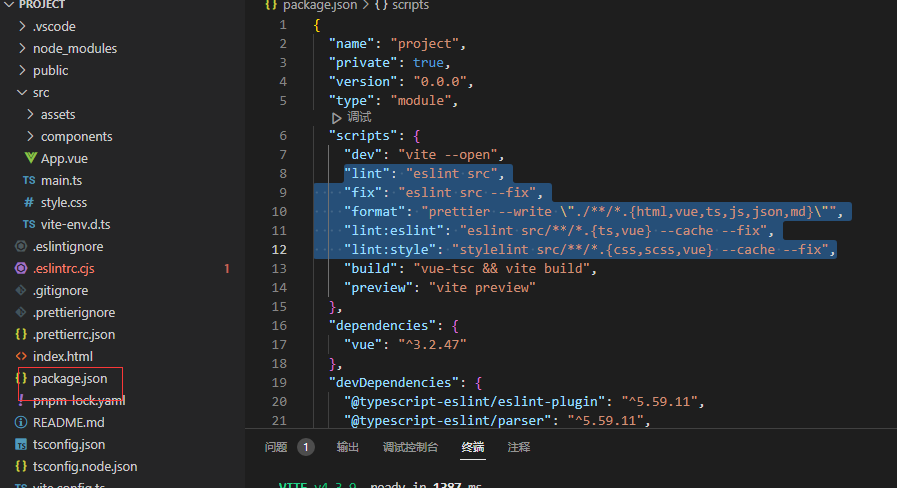 PROJECT
.vscode
node_modules
public
src
assets
components
App.vue
TS main.ts
# style.css
TS vite-env.d.ts
.eslintignore
.eslintrc.cjs 1
.gitignore
.prettierignore
{} .prettierrc.json
<> index.html
{} package.json
! pnpm-lock.yaml
README.md
TS tsconfig.json
{} tsconfig.node.json
vite.config.ts
{} package.json > {} scripts
1 {
2 "name": "project",
3 "private": true,
4 "version": "0.0.0",
5 "type": "module",
调试
6 "scripts": {
7 "dev": "vite --open",
8 "lint": "eslint src",
9 "fix": "eslint src --fix",
10 "format": "prettier --write \"./**/*.{html,vue,ts,js,json,md}\"",
11 "lint:eslint": "eslint src/**/*.{ts,vue} --cache --fix",
12 "lint:style": "stylelint src/**/*.{css,scss,vue} --cache --fix",
13 "build": "vue-tsc && vite build",
14 "preview": "vite preview"
15 },
16 "dependencies": {
17 "vue": "^3.2.47"
18 },
19 "devDependencies": {
20 "@typescript-eslint/eslint-plugin": "^5.59.11",
21 "@typescript-eslint/parser": "^5.59.11",
问题 1 输出 调试控制台 终端 注释
VITE v4.3.9 ready in 1387 ms